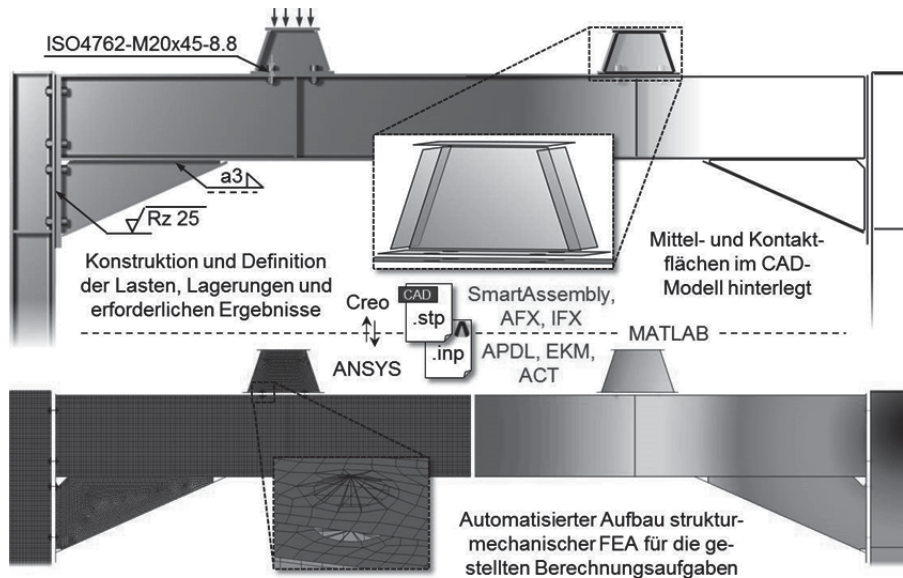 ISO4762-M20x45-8.8
a3
Rz 25
Konstruktion und Definition
der Lasten, Lagerungen und
erforderlichen Ergebnisse
Mittel- und Kontakt-
flächen im CAD-
Modell hinterlegt
Creo
CAD
.stp
SmartAssembly,
AFX, IFX
MATLAB
ANSYS
.inp
APDL, EKM,
ACT
Automatisierter Aufbau struktur-
mechanischer FEA für die ge-
stellten Berechnungsaufgaben